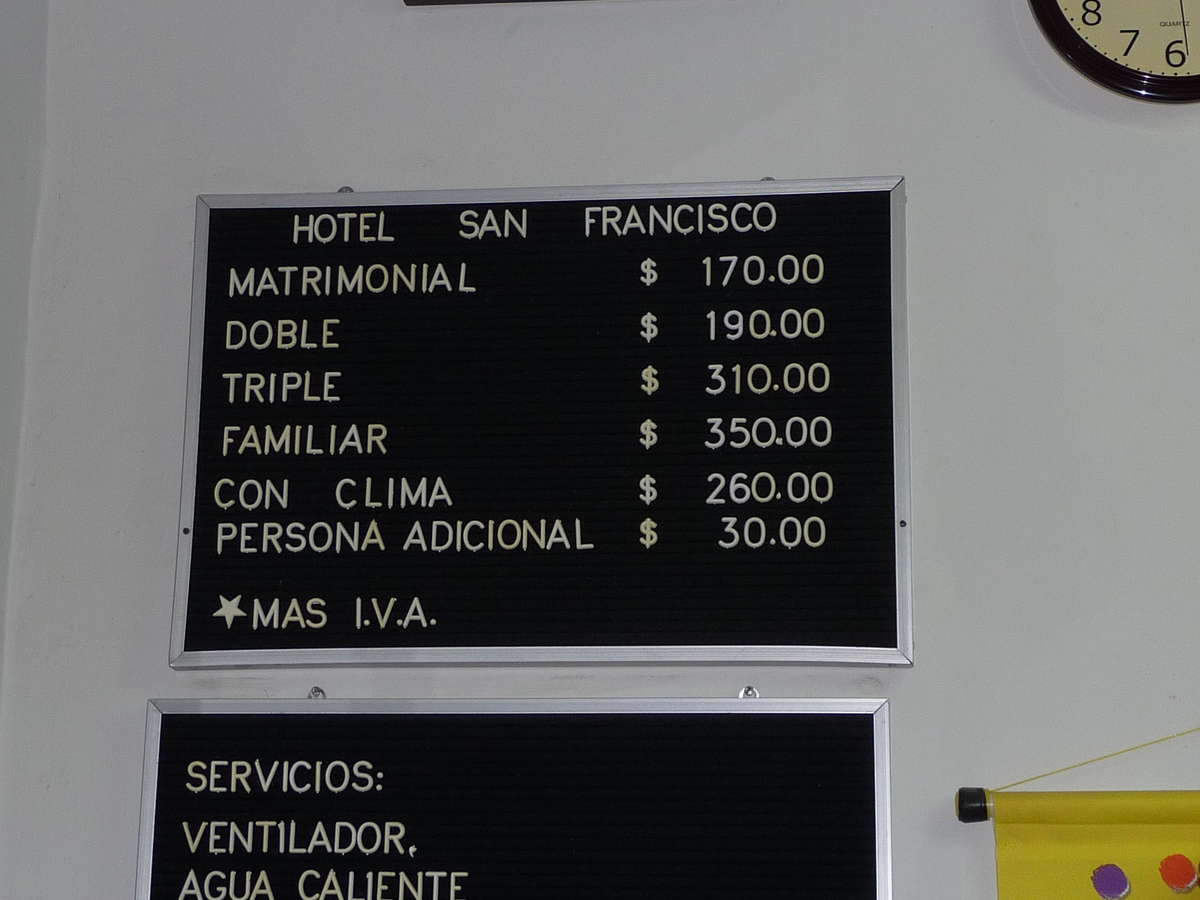 8
7
6
QUARTZ
HOTEL SAN FRANCISCO
MATRIMONIAL $ 170.00
DOBLE $ 190.00
TRIPLE $ 310.00
FAMILIAR $ 350.00
CON CLIMA $ 260.00
PERSONA ADICIONAL $ 30.00
★MAS I.V.A.
SERVICIOS:
VENTILADOR,
AGUA CALIENTE